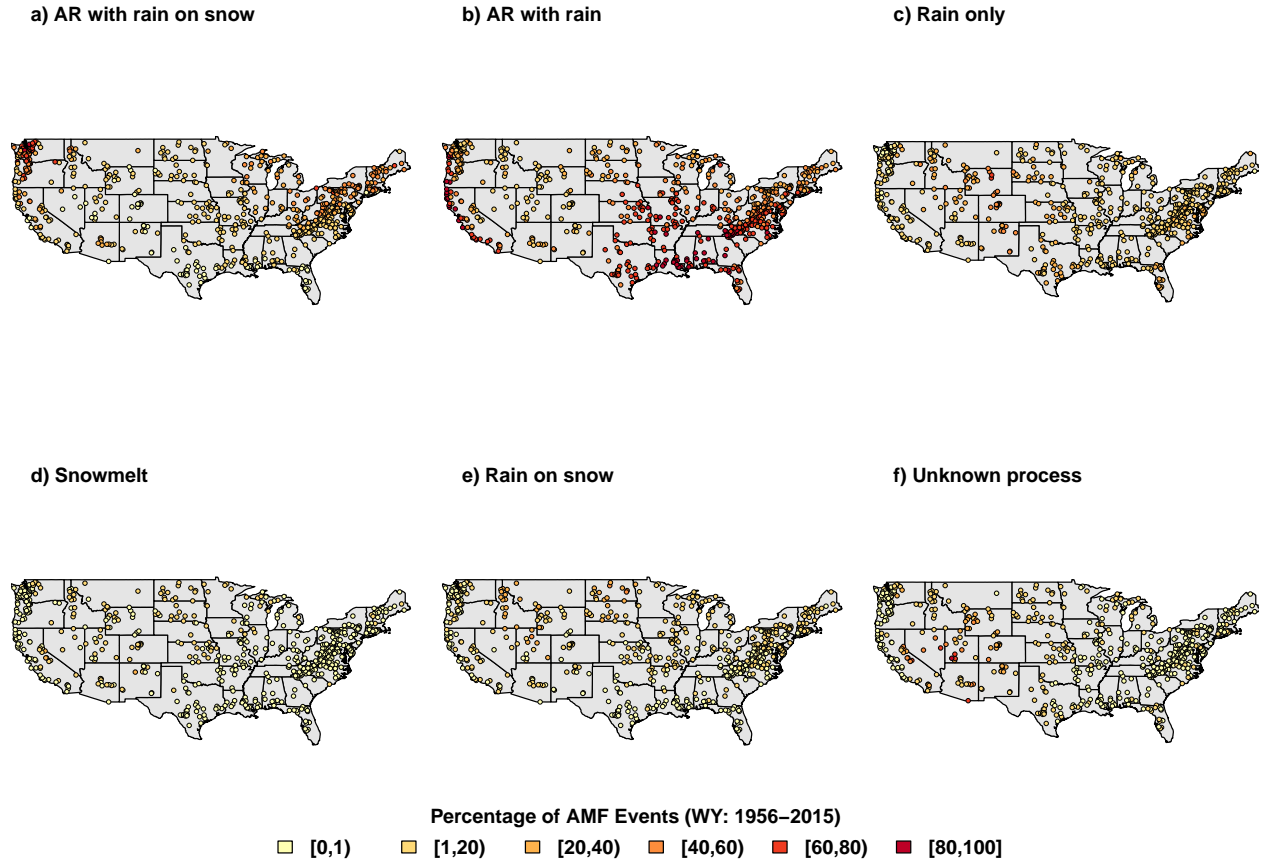 a) AR with rain on snow
b) AR with rain
c) Rain only
d) Snowmelt
e) Rain on snow
f) Unknown process
Percentage of AMF Events (WY: 1956−2015)
[0,1) [1,20) [20,40) [40,60) [60,80) [80,100]